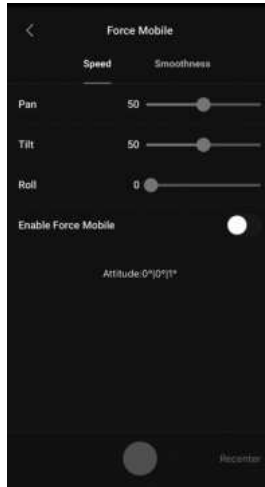 Force Mobile
Speed Smoothness
Pan 50
Tilt 50
Roll 0
Enable Force Mobile
Attitude:0°|0°|1°
Recenter